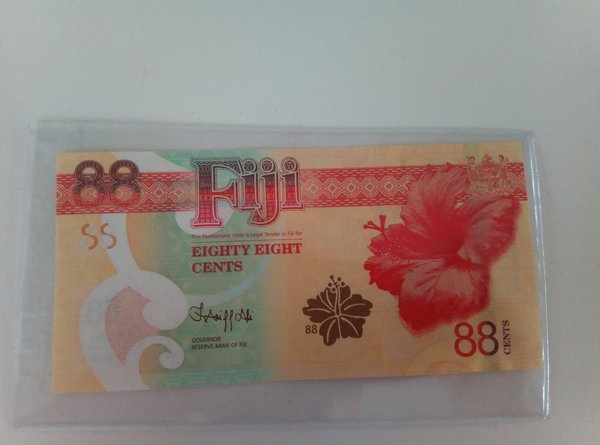 88
Fiji
This Numismatic Note is Legal Tender in Fiji for
EIGHTY EIGHT
CENTS
GOVERNOR
RESERVE BANK OF FIJI
88
88
CENTS